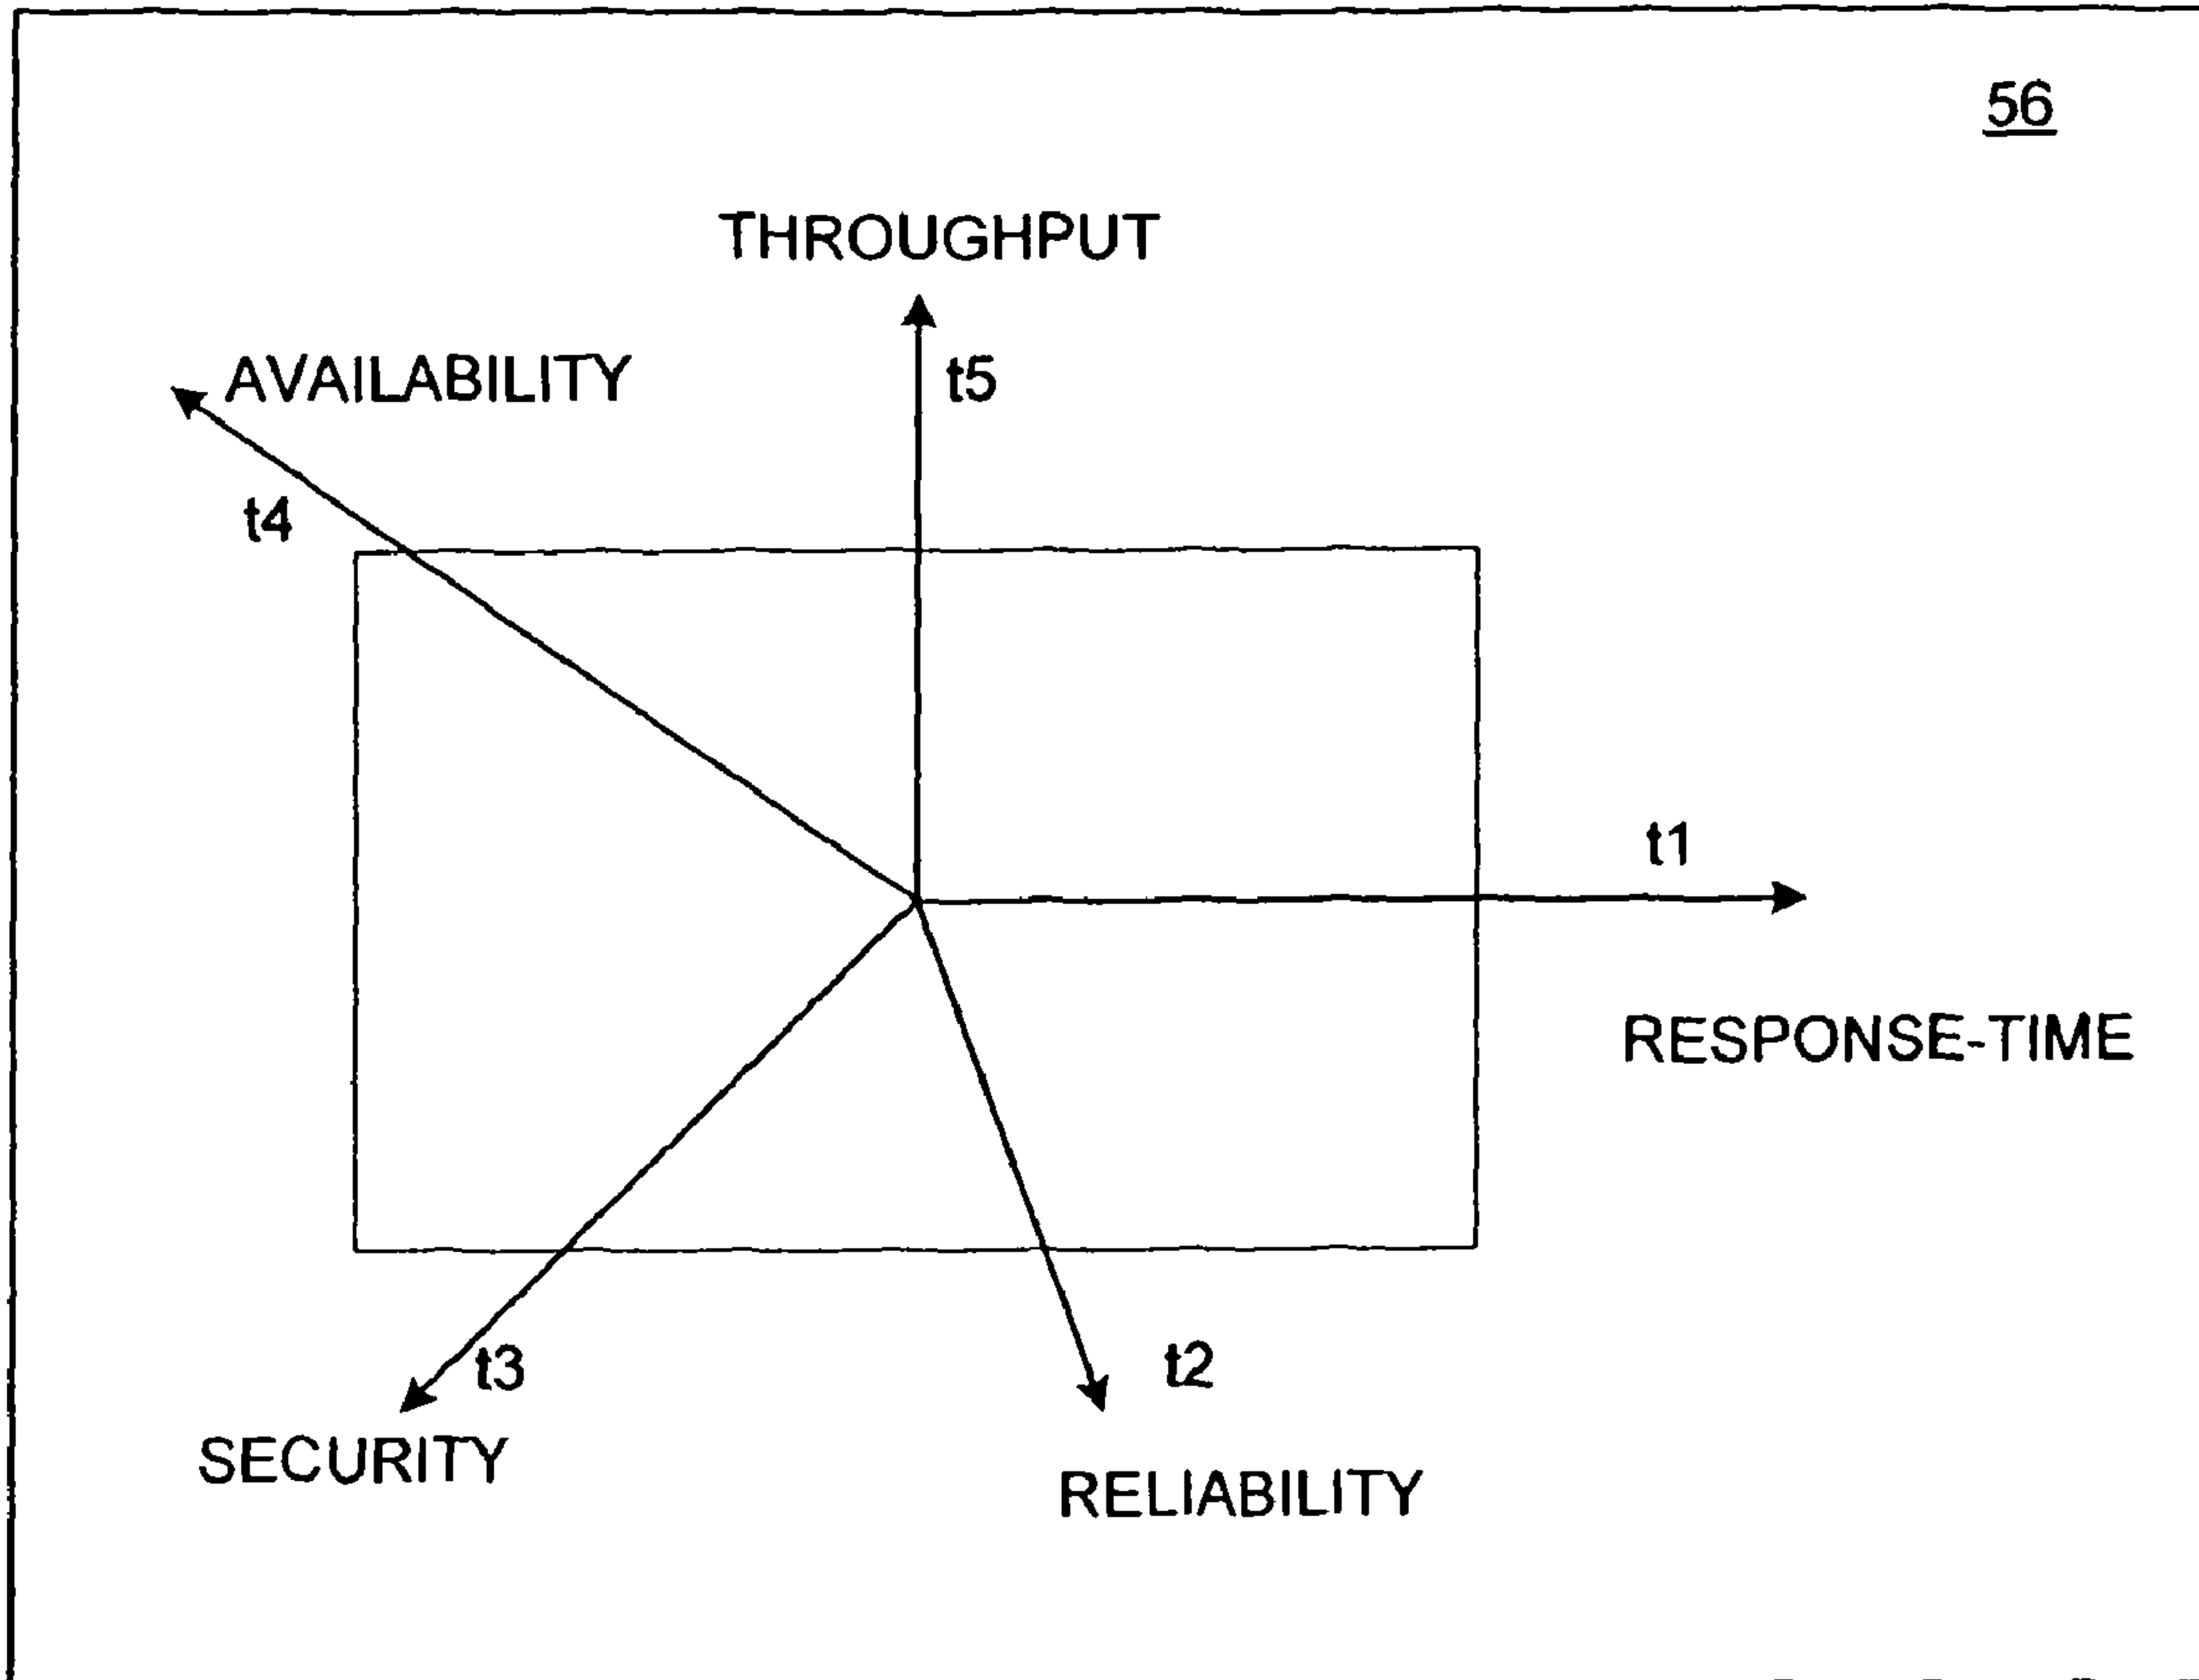 56
THROUGHPUT
AVAILABILITY
t5
t4
t1
RESPONSE-TIME
t3
t2
SECURITY
RELIABILITY